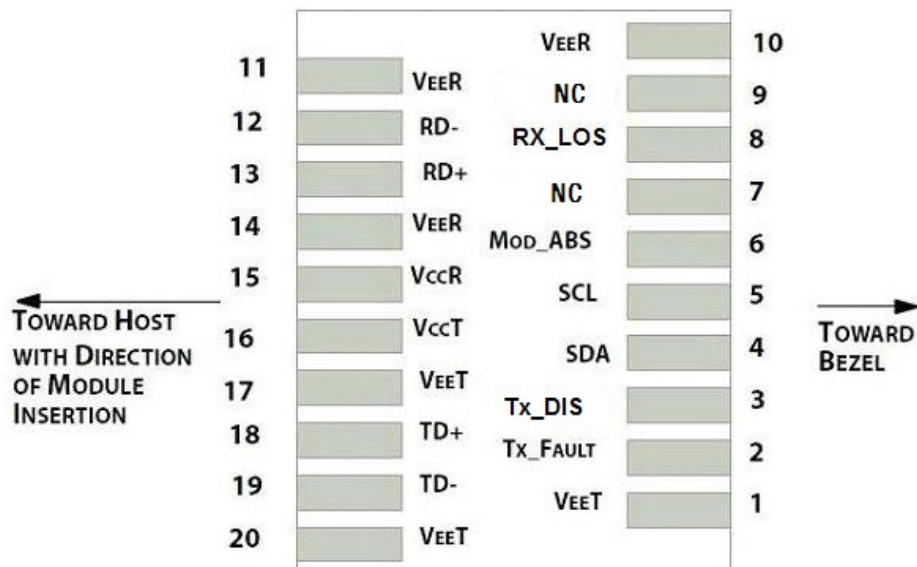 11 VEER
12 RD-
13 RD+
14 VEER
15 VCCR
16 VCCT
17 VEET
18 TD+
19 TD-
20 VEET
VEER 10
NC 9
RX_LOS 8
NC 7
MOD_ABS 6
SCL 5
SDA 4
Tx_DIS 3
TX_FAULT 2
VEET 1
TOWARD HOST
WITH DIRECTION
OF MODULE
INSERTION
TOWARD
BEZEL